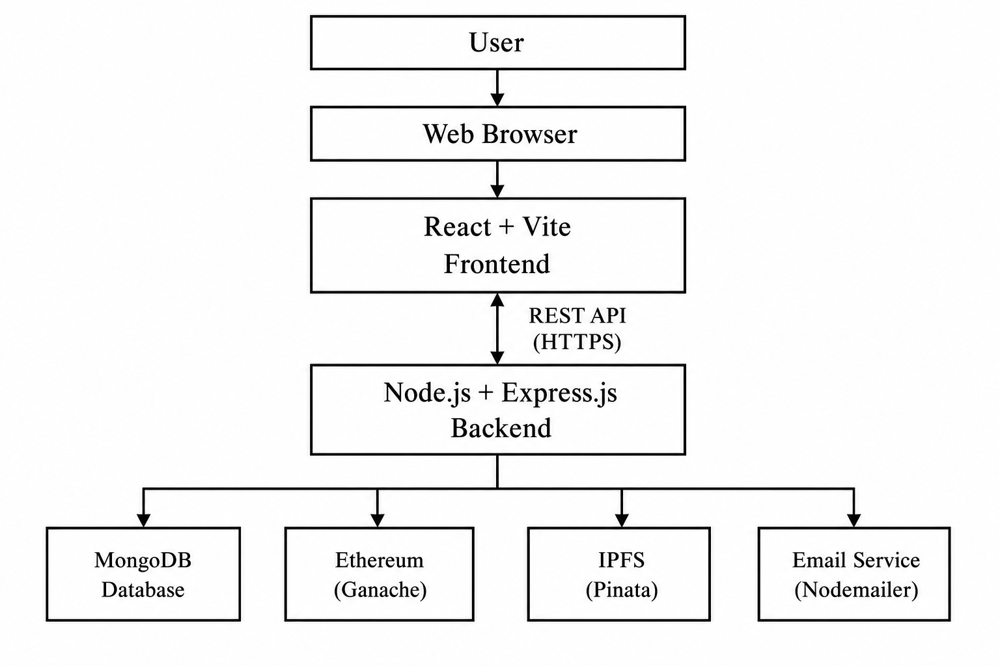 User
Web Browser
React + Vite
Frontend
REST API
(HTTPS)
Node.js + Express.js
Backend
MongoDB
Database
Ethereum
(Ganache)
IPFS
(Pinata)
Email Service
(Nodemailer)